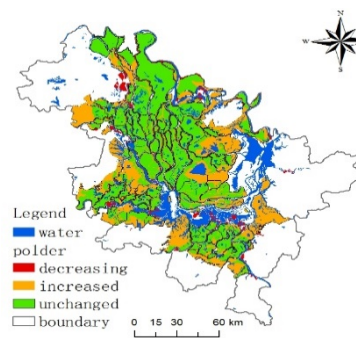 N
W
E
S
Legend
water
polder
decreasing
increased
unchanged
boundary
0 15 30 60 km